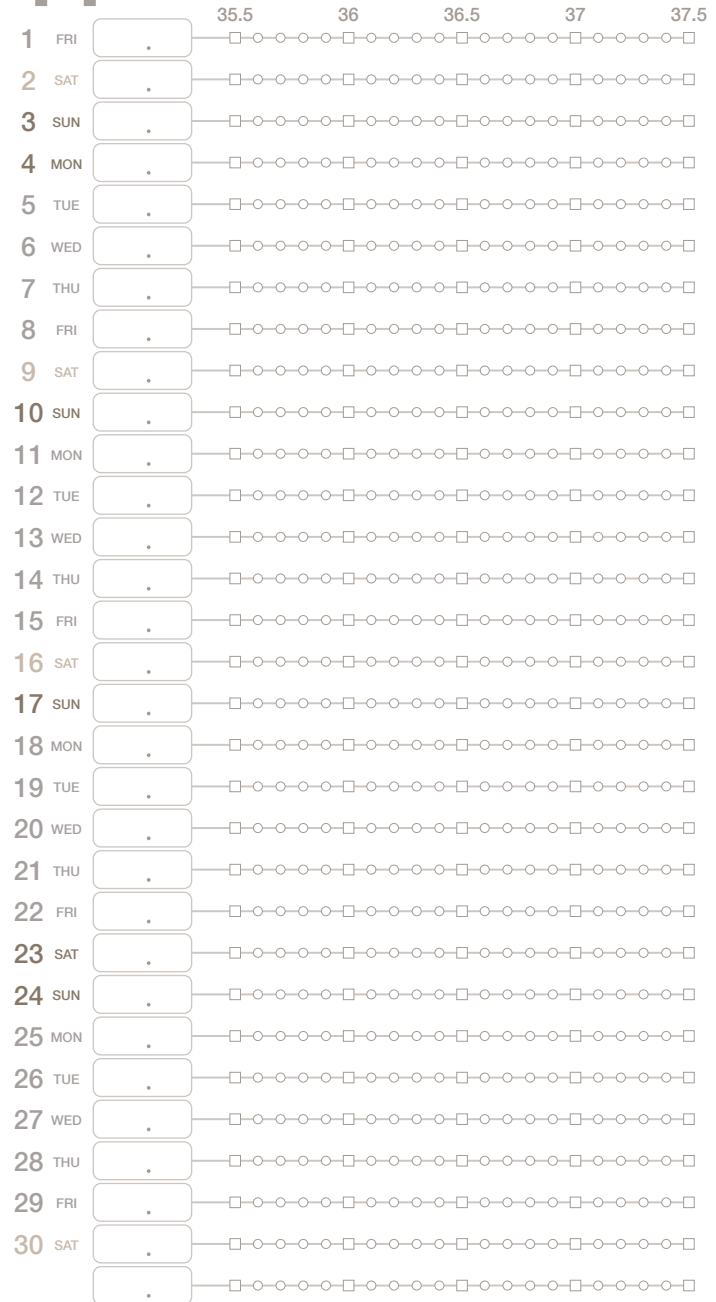 35.5 36 36.5 37 37.5
1 FRI .
2 SAT .
3 SUN .
4 MON .
5 TUE .
6 WED .
7 THU .
8 FRI .
9 SAT .
10 SUN .
11 MON .
12 TUE .
13 WED .
14 THU .
15 FRI .
16 SAT .
17 SUN .
18 MON .
19 TUE .
20 WED .
21 THU .
22 FRI .
23 SAT .
24 SUN .
25 MON .
26 TUE .
27 WED .
28 THU .
29 FRI .
30 SAT .
.